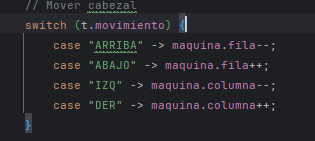 // Mover cabezal
switch (t.movimiento) {
case "ARRIBA" -> maquina.fila--;
case "ABAJO" -> maquina.fila++;
case "IZQ" -> maquina.columna--;
case "DER" -> maquina.columna++;
}